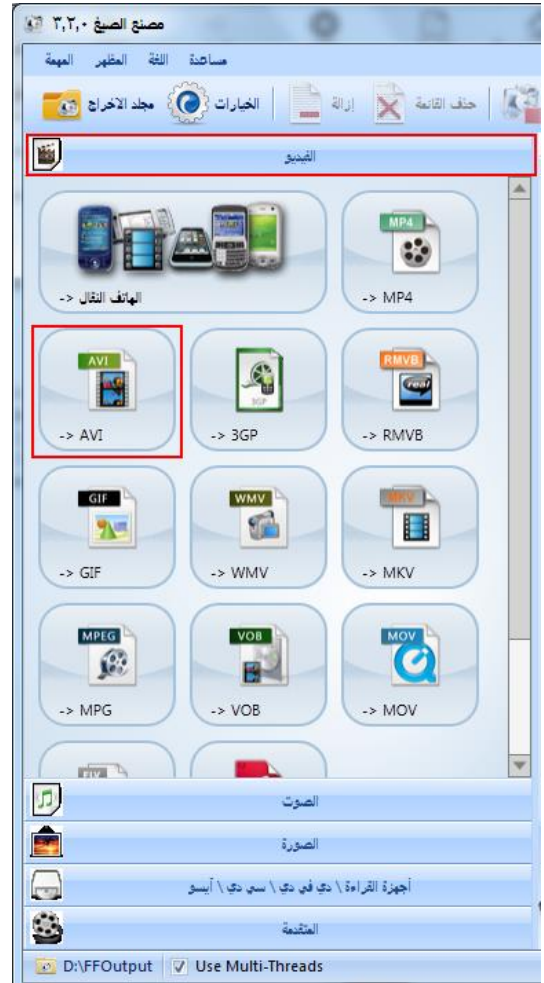 مصنع الصيغ ٣,٢,٠
المهمة المظهر اللغة مساعدة
مجلد الاخراج الخيارات إزالة حذف القائمة
الفيديو
MP4
الهاتف النقال <-
-> MP4
AVI 3GP RMVB
real
-> AVI -> 3GP -> RMVB
GIF WMV MKV
-> GIF -> WMV -> MKV
MPEG VOB MOV
-> MPG -> VOB -> MOV
الصوت
الصورة
أجهزة القراءة \ دي في دي \ سي دي \ آيسو
المتقدمة
D:\FFOutput Use Multi-Threads